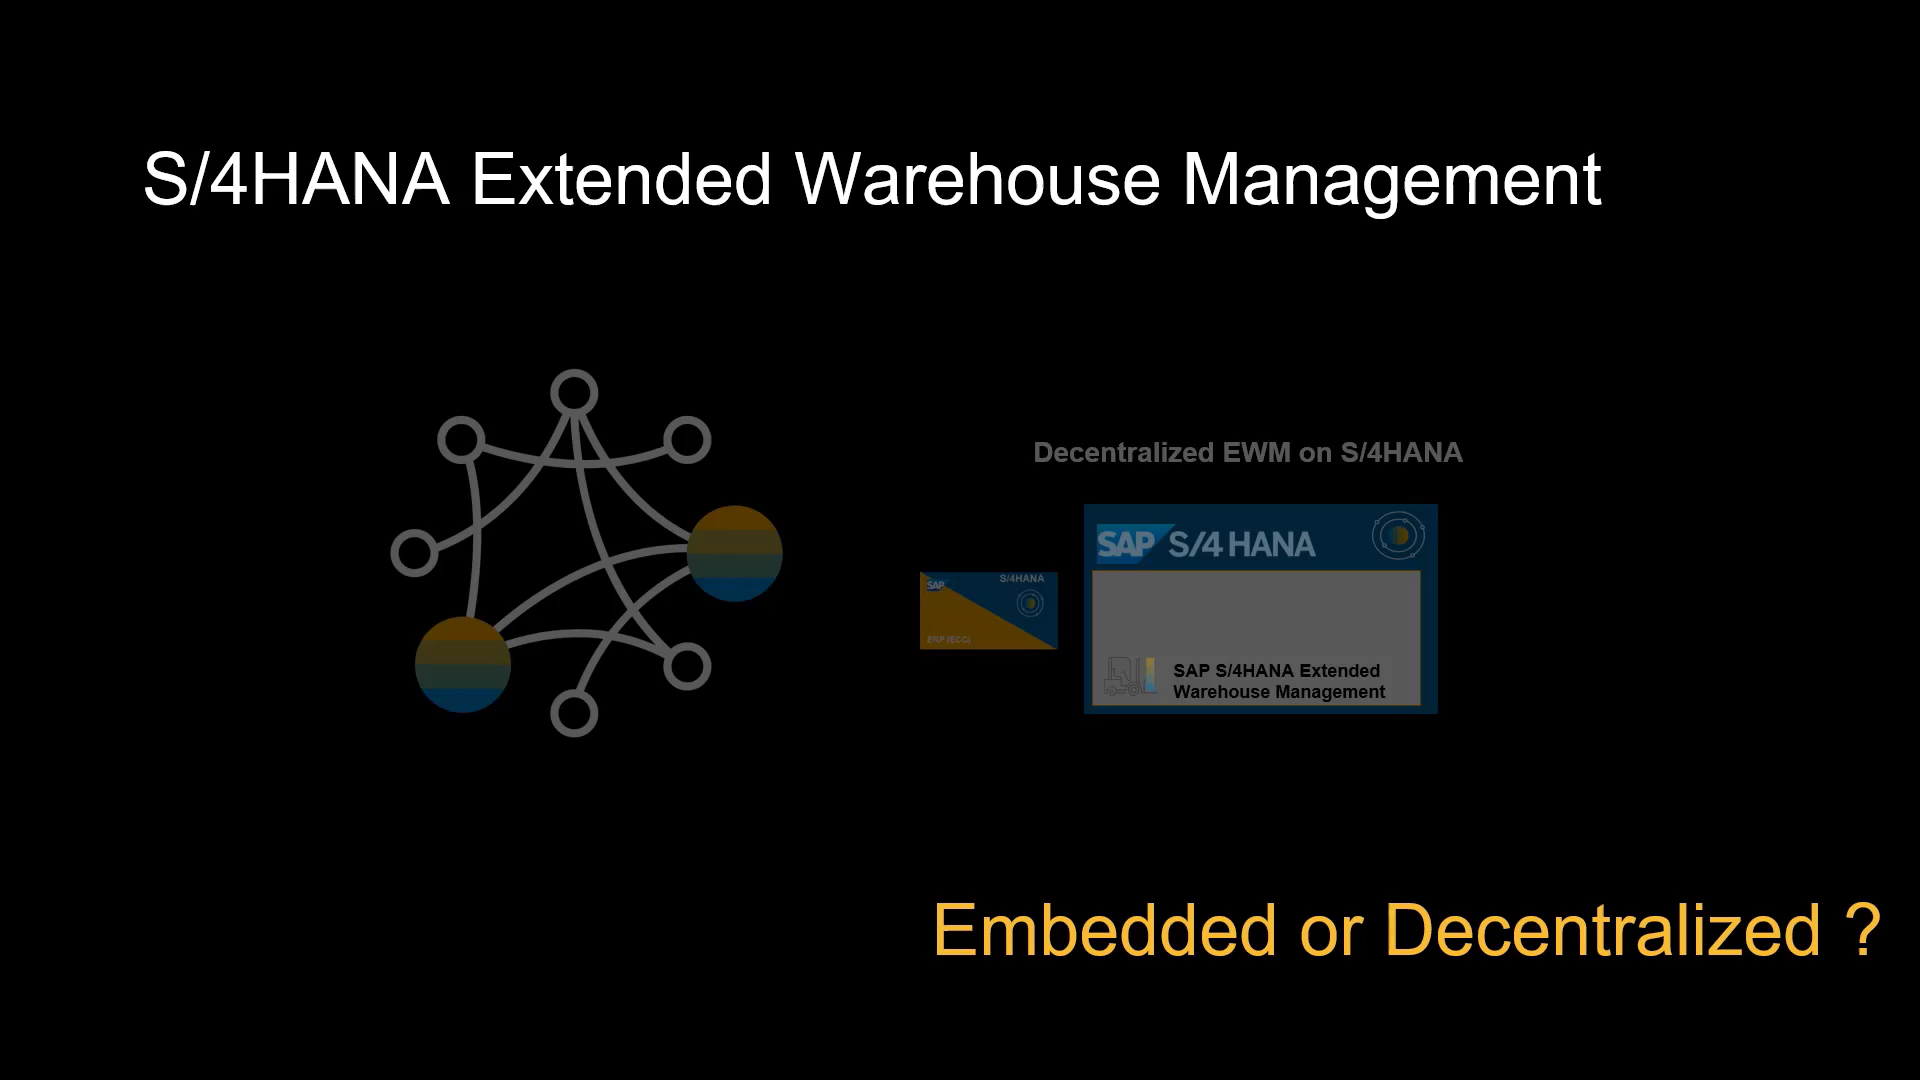 S/4HANA Extended Warehouse Management
Decentralized EWM on S/4HANA
SAP S/4HANA
SAP S/4HANA
ERP (ECC)
SAP S/4HANA Extended
Warehouse Management
Embedded or Decentralized ?